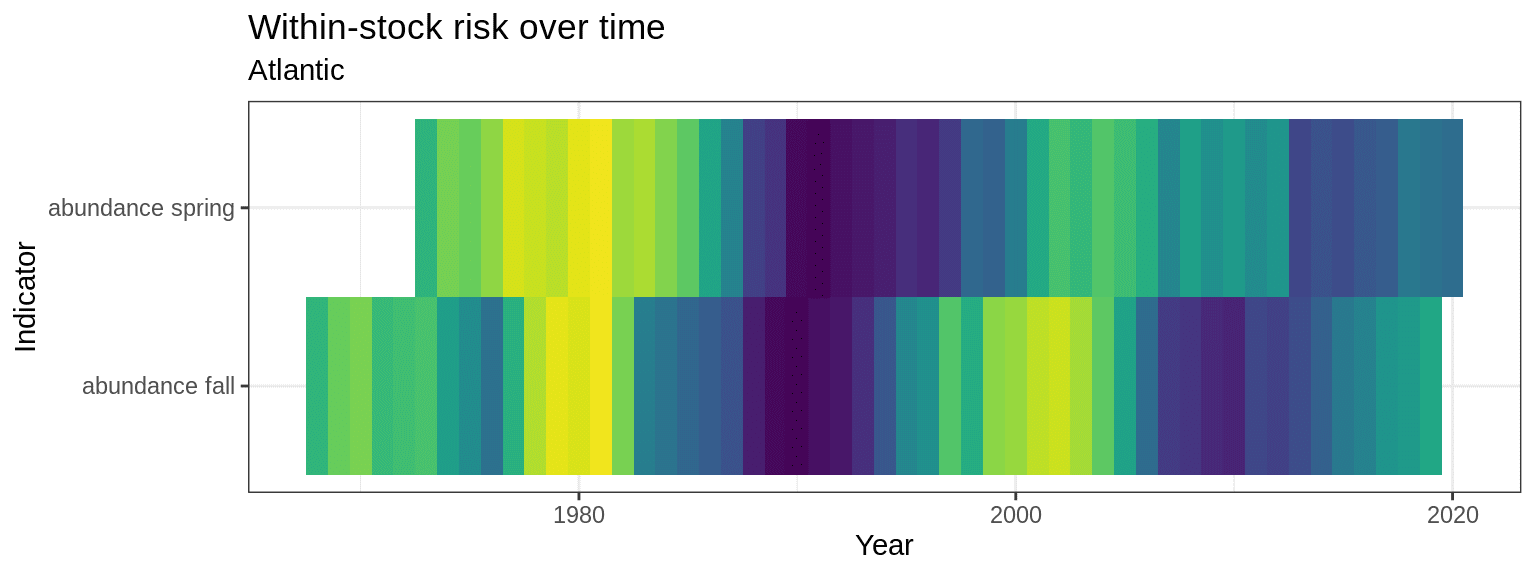 Within-stock risk over time
Atlantic
Indicator
abundance spring
abundance fall
1980 2000 2020
Year